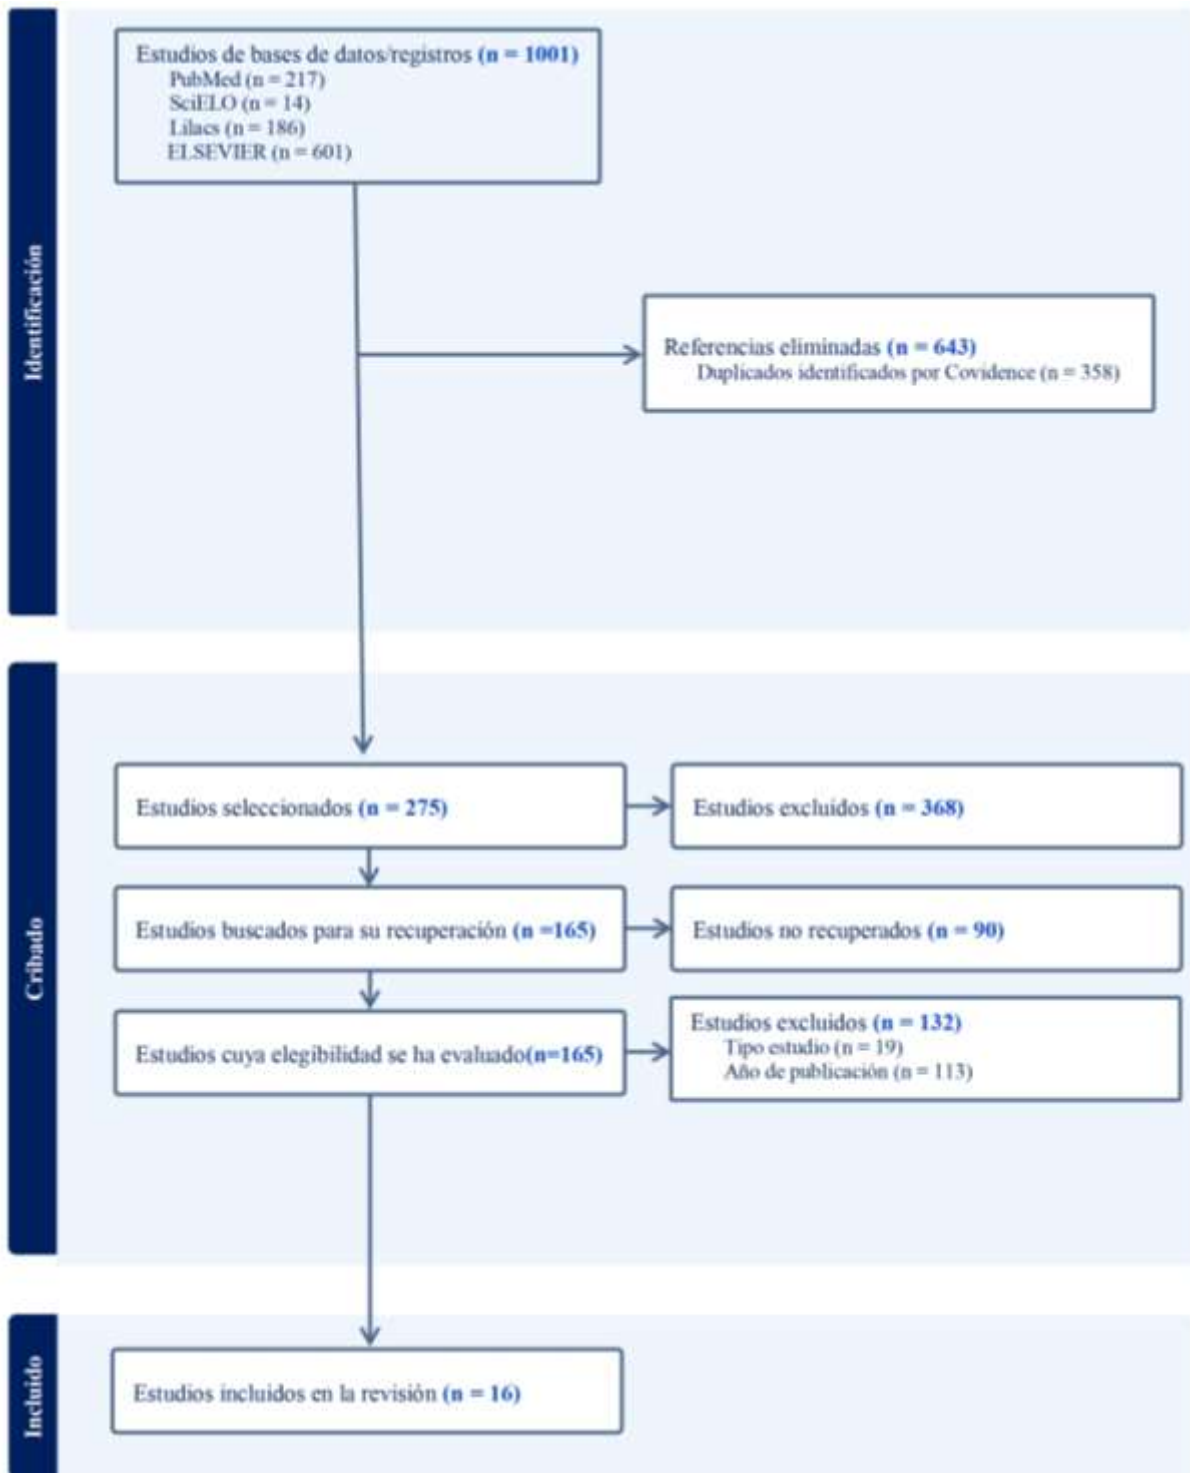 Identificación
Estudios de bases de datos/registros (n = 1001)
PubMed (n = 217)
SciELO (n = 14)
Lilacs (n = 186)
ELSEVIER (n = 601)
Referencias eliminadas (n = 643)
Duplicados identificados por Covidence (n = 358)
Cribado
Estudios seleccionados (n = 275)
Estudios excluidos (n = 368)
Estudios buscados para su recuperación (n =165)
Estudios no recuperados (n = 90)
Estudios cuya elegibilidad se ha evaluado(n=165)
Estudios excluidos (n = 132)
Tipo estudio (n = 19)
Año de publicación (n = 113)
Incluido
Estudios incluidos en la revisión (n = 16)